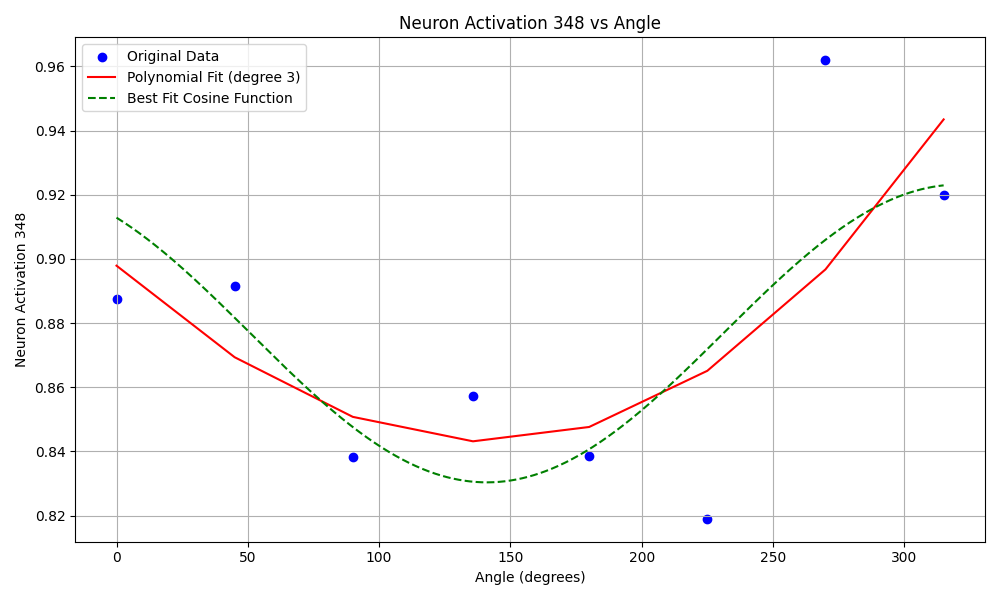 Neuron Activation 348 vs Angle
Original Data
Polynomial Fit (degree 3)
Best Fit Cosine Function
Neuron Activation 348
0.96
0.94
0.92
0.90
0.88
0.86
0.84
0.82
0
50
100
150
200
250
300
Angle (degrees)